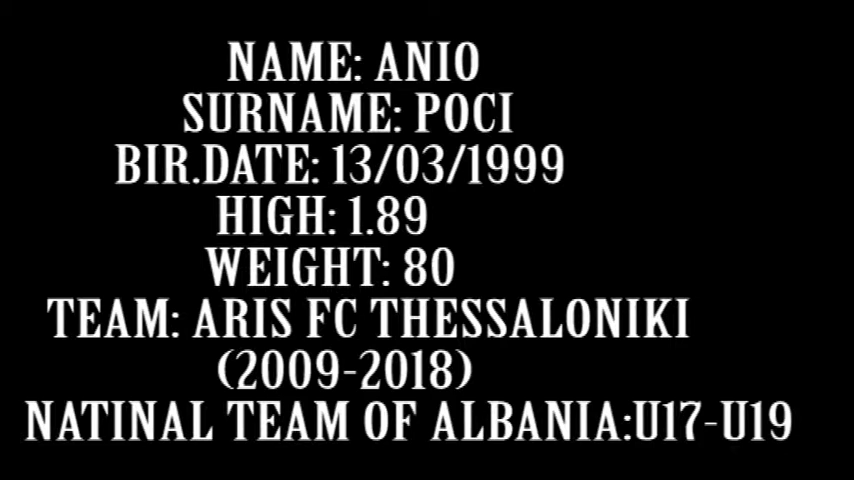 NAME: ANIO
SURNAME: POCI
BIR.DATE: 13/03/1999
HIGH: 1.89
WEIGHT: 80
TEAM: ARIS FC THESSALONIKI
(2009-2018)
NATINAL TEAM OF ALBANIA:U17-U19